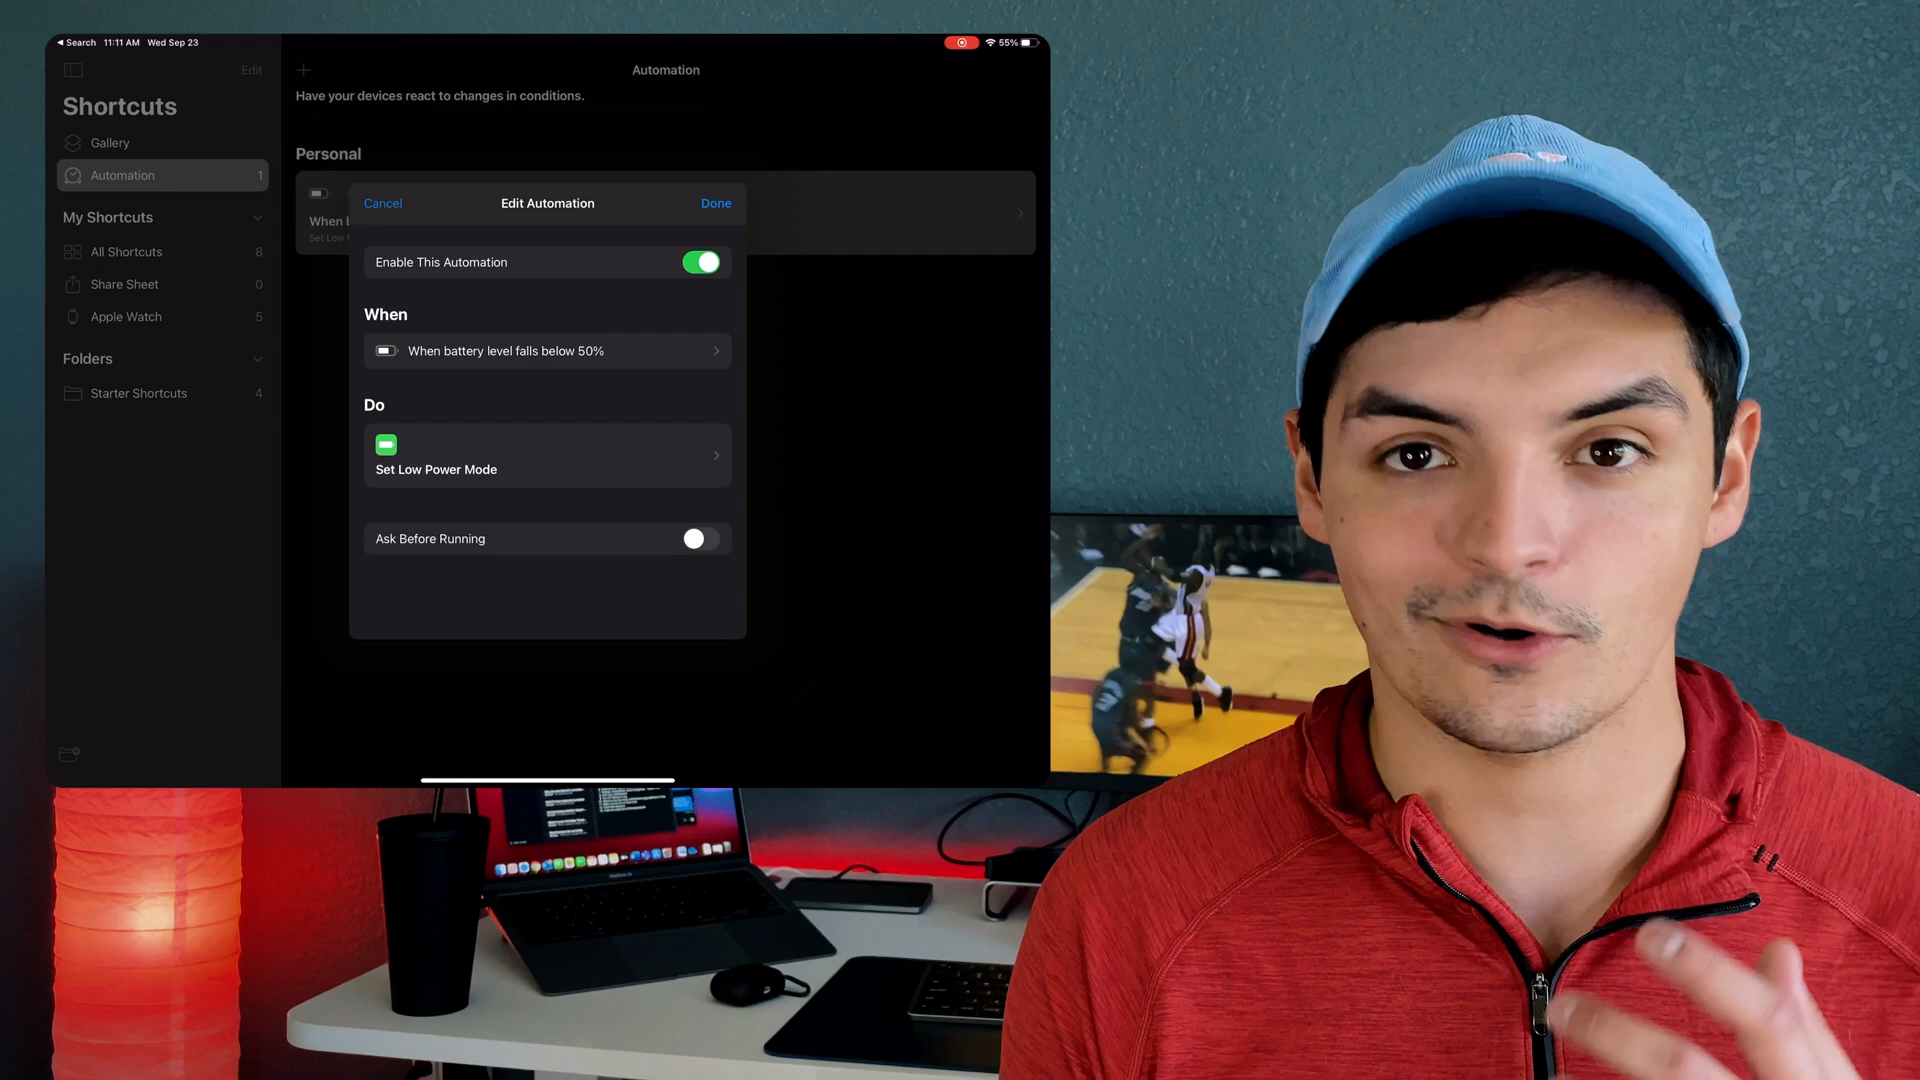 Search 11:11 AM Wed Sep 23
55%
Edit
Automation
Shortcuts
Have your devices react to changes in conditions.
Gallery
Automation 1
My Shortcuts
All Shortcuts 8
Share Sheet 0
Apple Watch 5
Folders
Starter Shortcuts 4
Personal
When
Set Low
Cancel
Edit Automation
Done
Enable This Automation
When
When battery level falls below 50%
Do
Set Low Power Mode
Ask Before Running